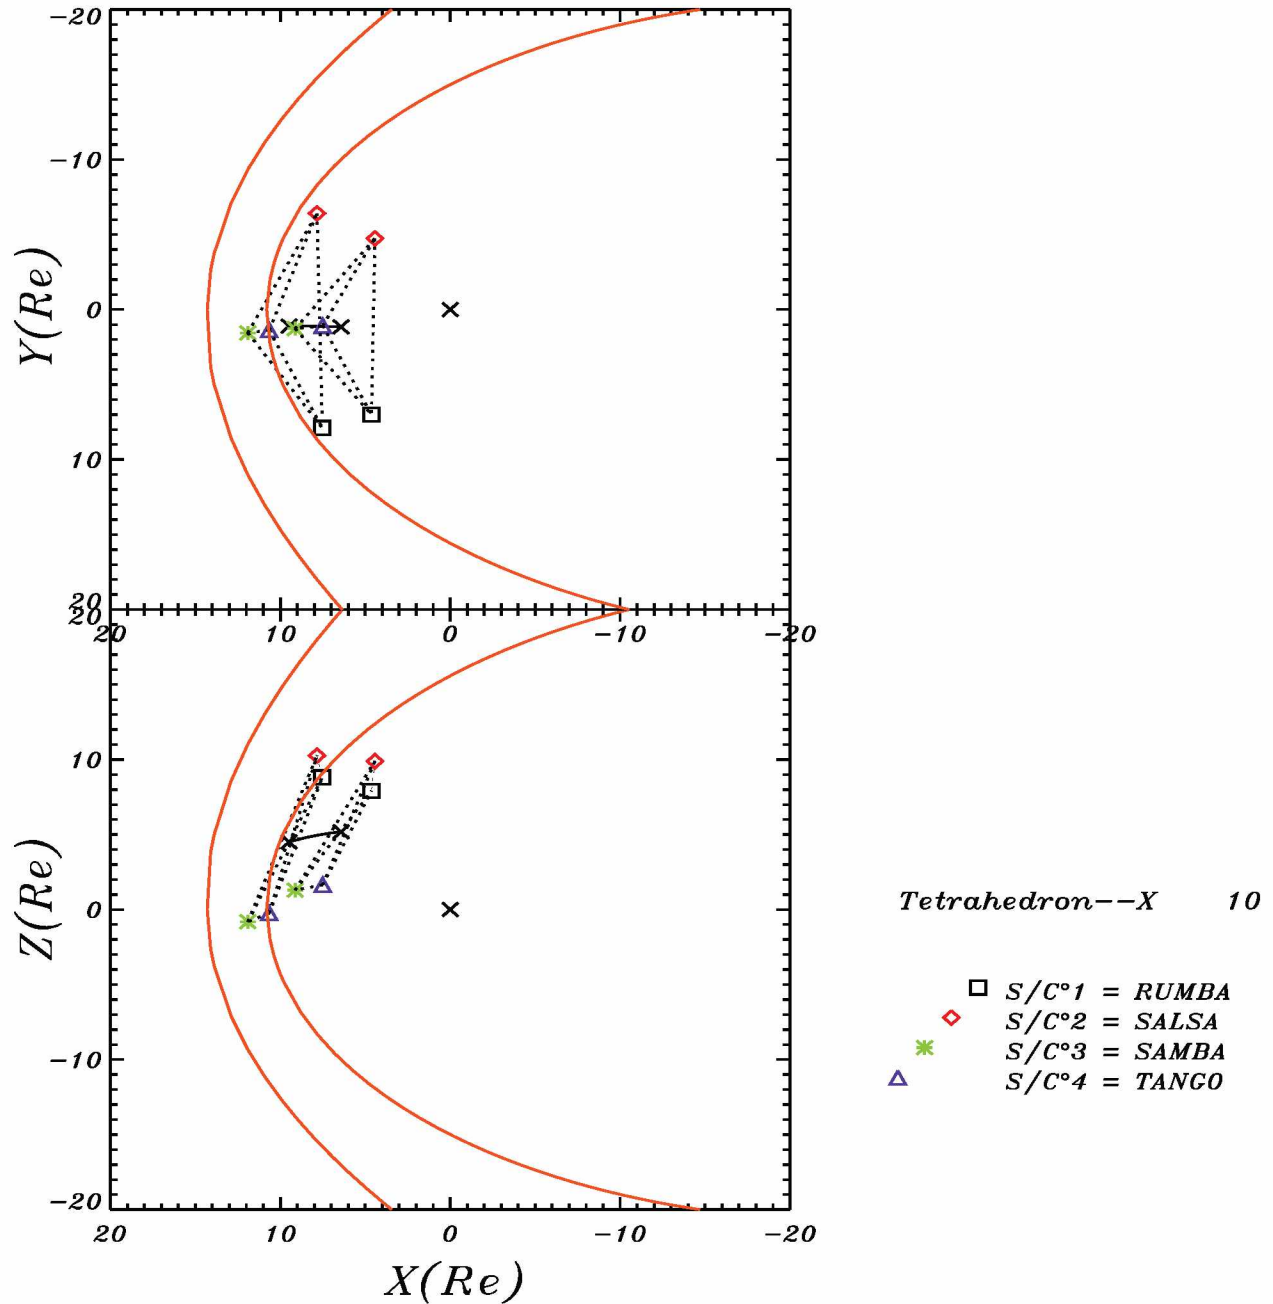 -20
-10
Y(Re)
0
10
20
20
20 10 0 -10 -20
10
Z(Re)
0
-10
-20
20 10 0 -10 -20
X(Re)
Tetrahedron--X 10
S/C°1 = RUMBA
S/C°2 = SALSA
S/C°3 = SAMBA
S/C°4 = TANGO